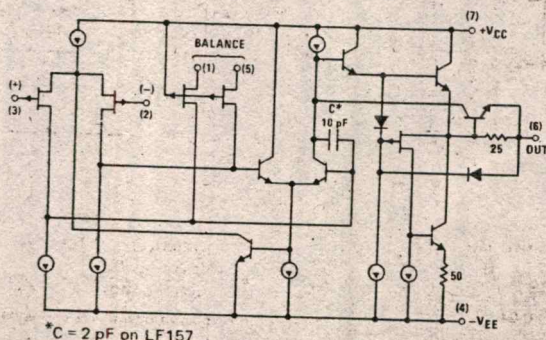 (7)
+VCC
BALANCE
(1) (5)
(+)
(3)
(−)
(2)
C*
10 pF
(6)
OUT
25
50
(4)
−VEE
*C = 2 pF on LF157